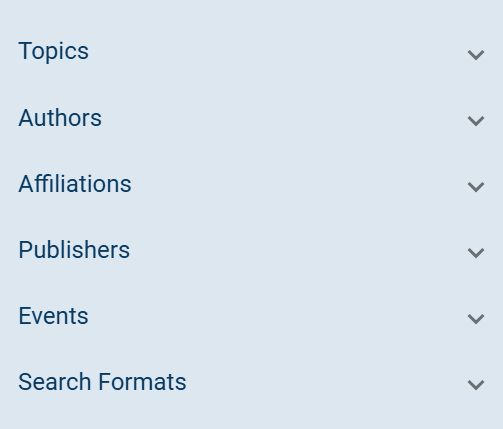 Topics
Authors
Affiliations
Publishers
Events
Search Formats